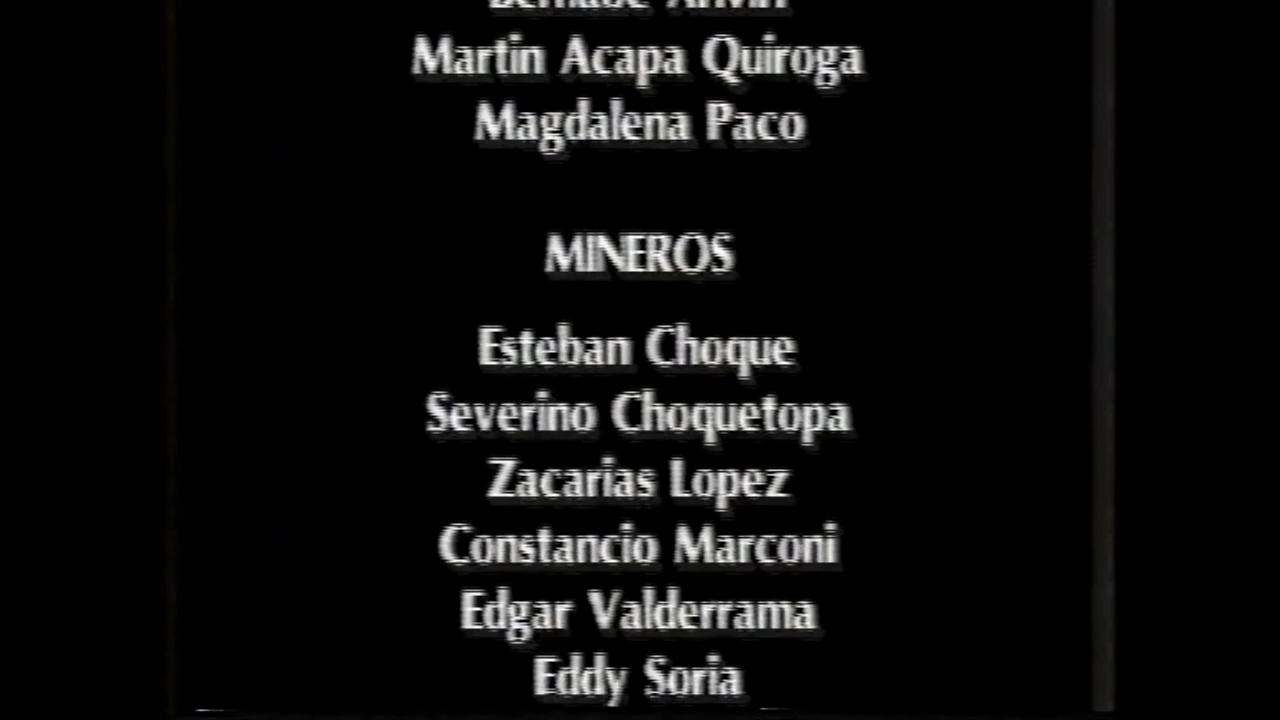 Martin Acapa Quiroga
Magdalena Paco
MINEROS
Esteban Choque
Severino Choquetopa
Zacarias Lopez
Constancio Marconi
Edgar Valderrama
Eddy Soria